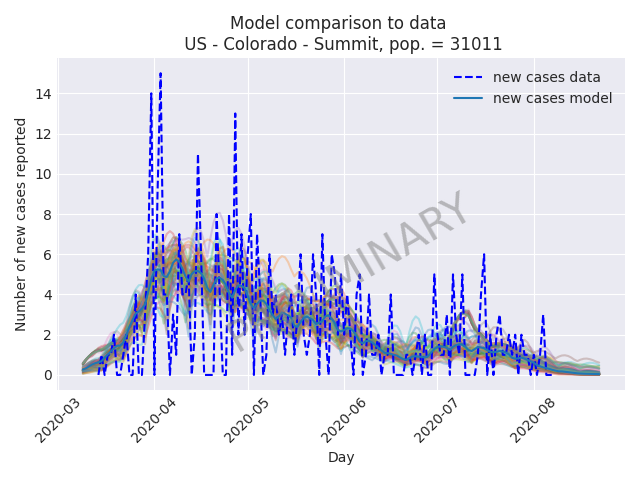 Model comparison to data
US - Colorado - Summit, pop. = 31011
new cases data
new cases model
Number of new cases reported
14
12
10
8
6
4
2
0
MINARY
2020-03
2020-04
2020-05
2020-06
2020-07
2020-08
Day